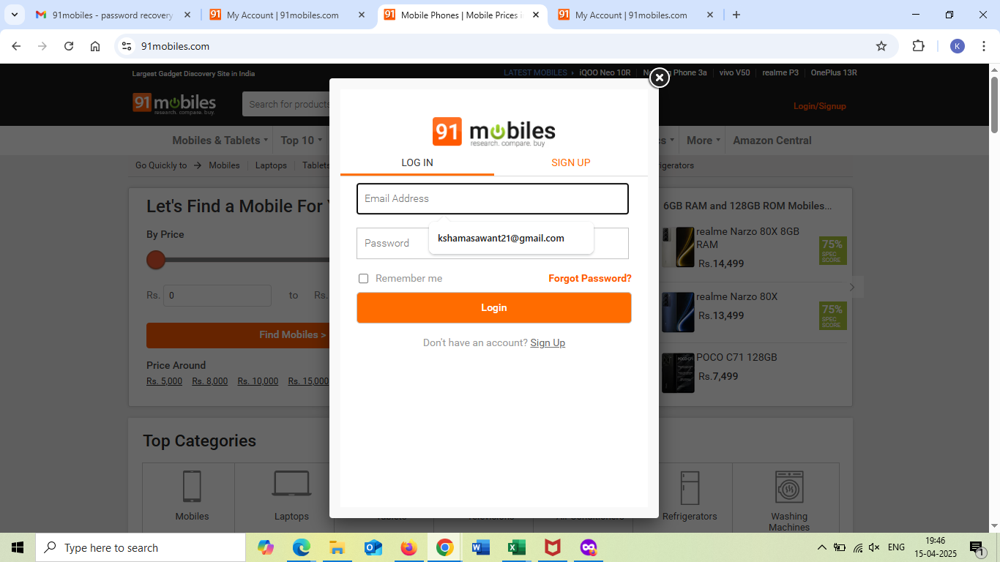 91mobiles - password recovery
My Account | 91mobiles.com
Mobile Phones | Mobile Prices i
My Account | 91mobiles.com
91mobiles.com
K
Largest Gadget Discovery Site in India
LATEST MOBILES
iQOO Neo 10R
Phone 3a
vivo V50
realme P3
OnePlus 13R
91 mobiles
research. compare. buy.
Search for products
Login/Signup
Mobiles & Tablets
Top 10
More
Amazon Central
Go Quickly to
Mobiles
Laptops
Tablets
91 mobiles
research. compare. buy
LOG IN
SIGN UP
Email Address
kshamasawant21@gmail.com
Password
Remember me
Forgot Password?
Login
Don't have an account? Sign Up
Let's Find a Mobile For
By Price
Rs.
0
to
Rs.
Find Mobiles >
Price Around
Rs. 5,000
Rs. 8,000
Rs. 10,000
Rs. 15,000
6GB RAM and 128GB ROM Mobiles...
realme Narzo 80X 8GB
RAM
Rs.14,499
75%
SPEC
SCORE
realme Narzo 80X
Rs.13,499
75%
SPEC
SCORE
POCO C71 128GB
Rs.7,499
Top Categories
Mobiles
Laptops
Refrigerators
Washing
Machines
Type here to search
ENG
19:46
15-04-2025
1